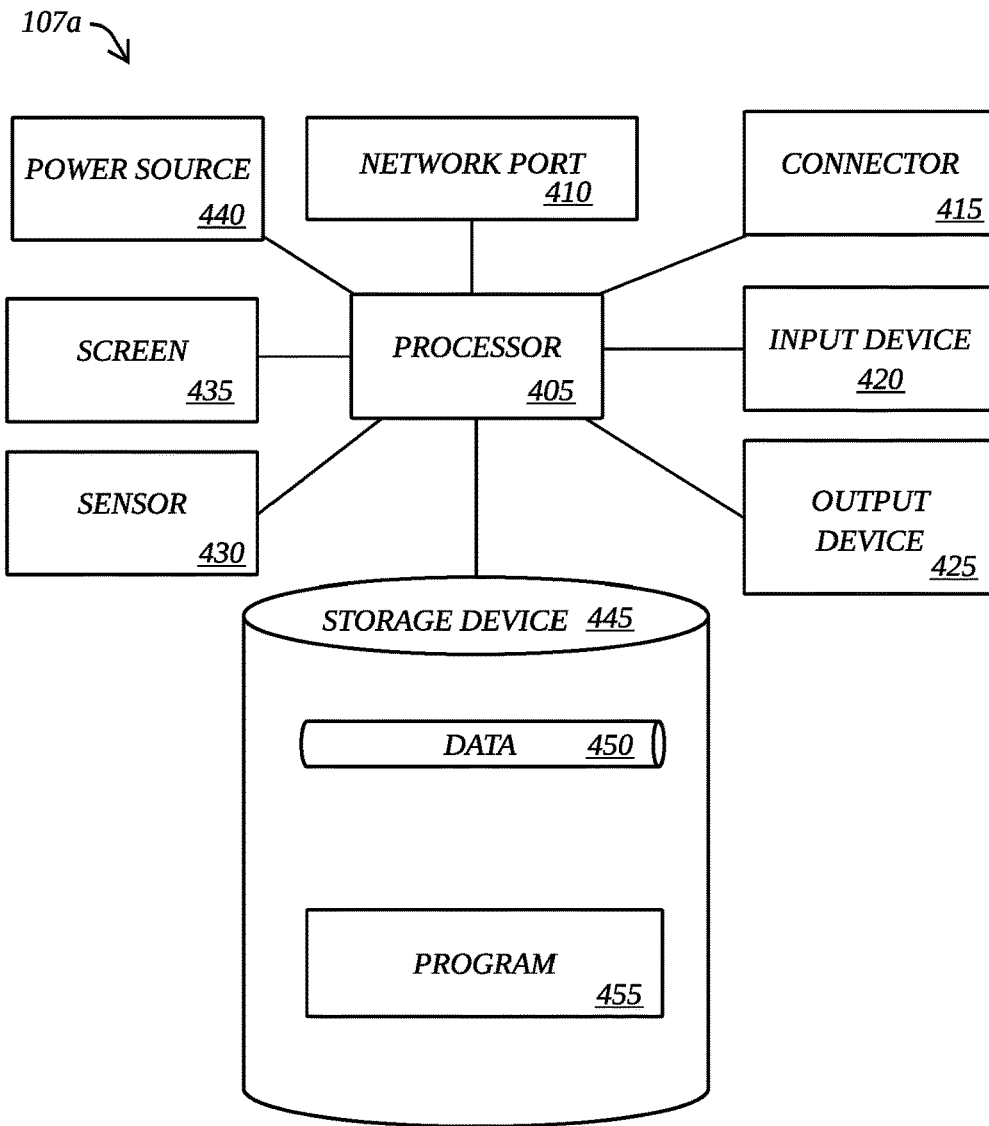 107a
POWER SOURCE
440
NETWORK PORT
410
CONNECTOR
415
SCREEN
435
PROCESSOR
405
INPUT DEVICE
420
SENSOR
430
OUTPUT
DEVICE
425
STORAGE DEVICE 445
DATA 450
PROGRAM
455